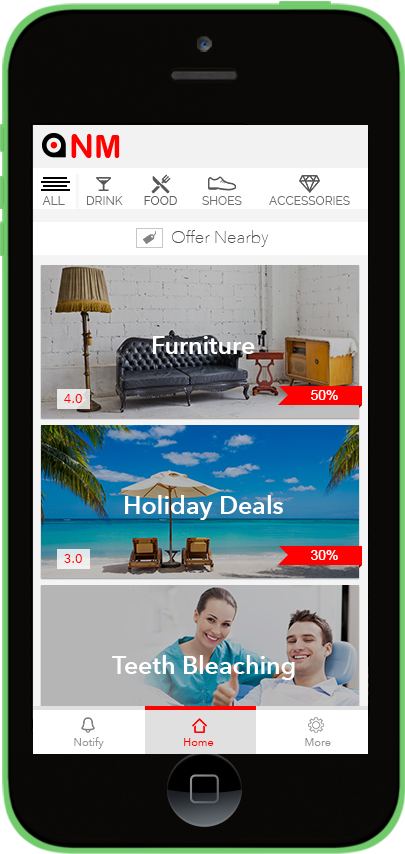 aNM
ALL DRINK FOOD SHOES ACCESSORIES
Offer Nearby
Furniture
4.0 50%
Holiday Deals
3.0 30%
Teeth Bleaching
Notify Home More